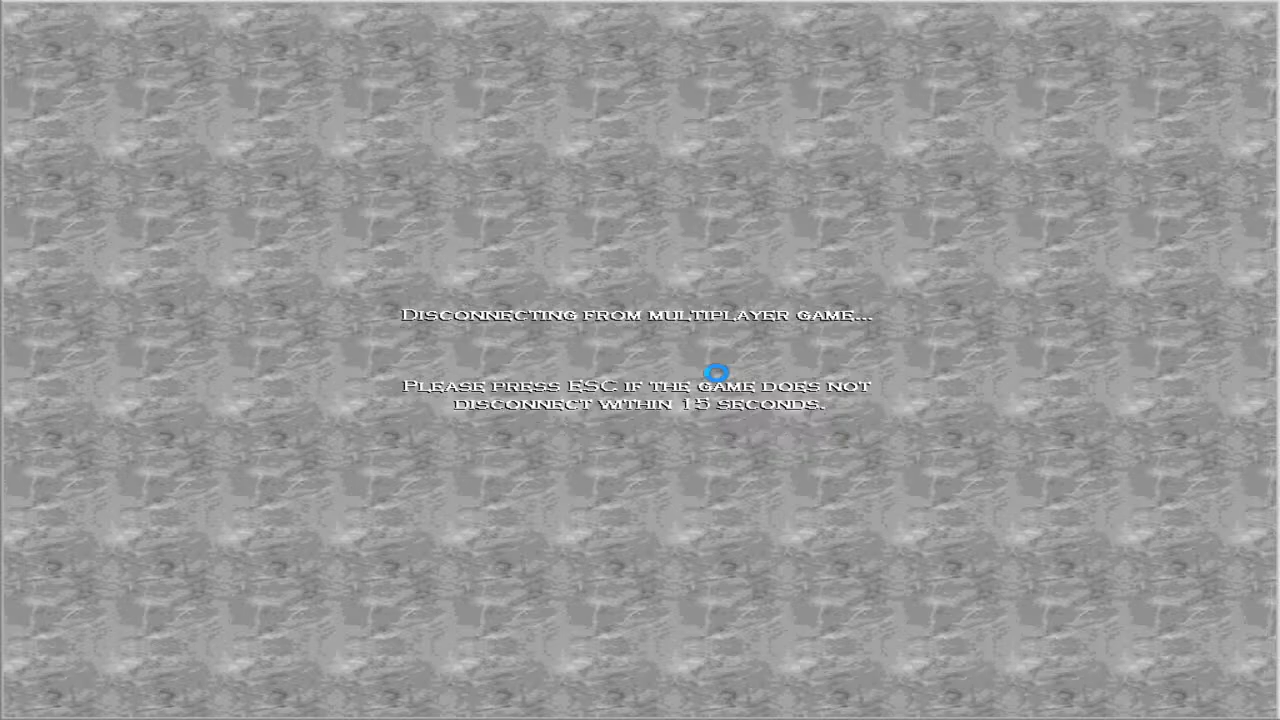 Disconnecting from multiplayer game...
Please press ESC if the game does not
disconnect within 15 seconds.